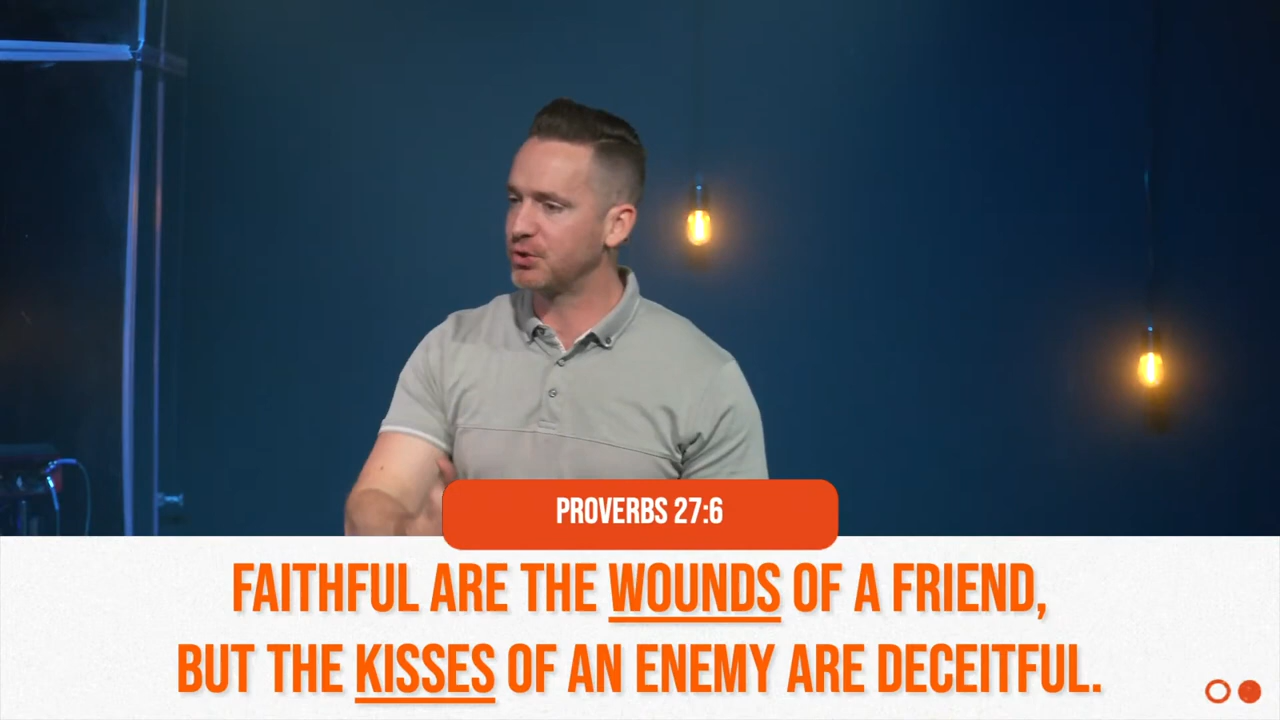 PROVERBS 27:6
FAITHFUL ARE THE WOUNDS OF A FRIEND,
BUT THE KISSES OF AN ENEMY ARE DECEITFUL.